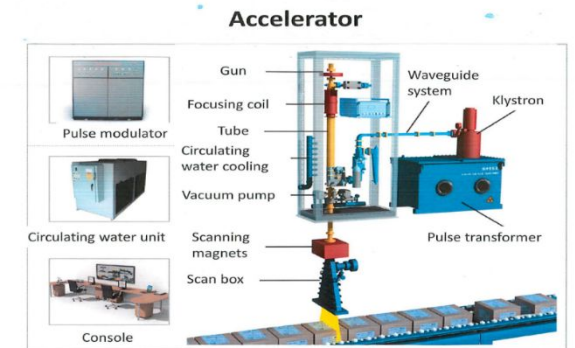 Accelerator
Gun
Focusing coil
Tube
Circulating
water cooling
Vacuum pump
Scanning
magnets
Scan box
Waveguide
system
Klystron
Pulse transformer
Pulse modulator
Circulating water unit
Console